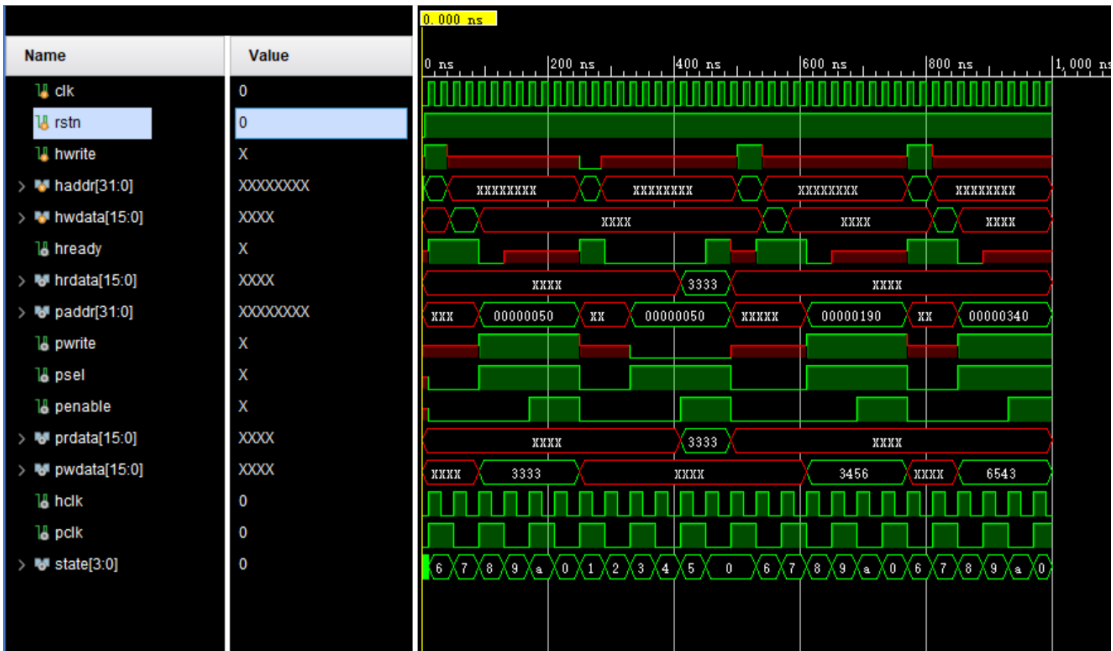 0.000 ns
Name Value
0 ns 200 ns 400 ns 600 ns 800 ns 1,000 ns
clk 0
rstn 0
hwrite X
haddr[31:0] XXXXXXXX XXXXXXXX XXXXXXXX XXXXXXXX XXXXXXXX
hwdata[15:0] XXXX XXXX XXXX XXXX
hready X
hrdata[15:0] XXXX XXXX 3333 XXXX
paddr[31:0] XXXXXXXX XXX 00000050 XX 00000050 XXXXX 00000190 XX 00000340
pwrite X
psel X
penable X
prdata[15:0] XXXX XXXX 3333 XXXX
pwdata[15:0] XXXX XXXX 3333 XXXX 3456 XXXX 6543
hclk 0
pclk 0
state[3:0] 0 6 7 8 9 a 0 1 2 3 4 5 0 6 7 8 9 a 0 6 7 8 9 a 0